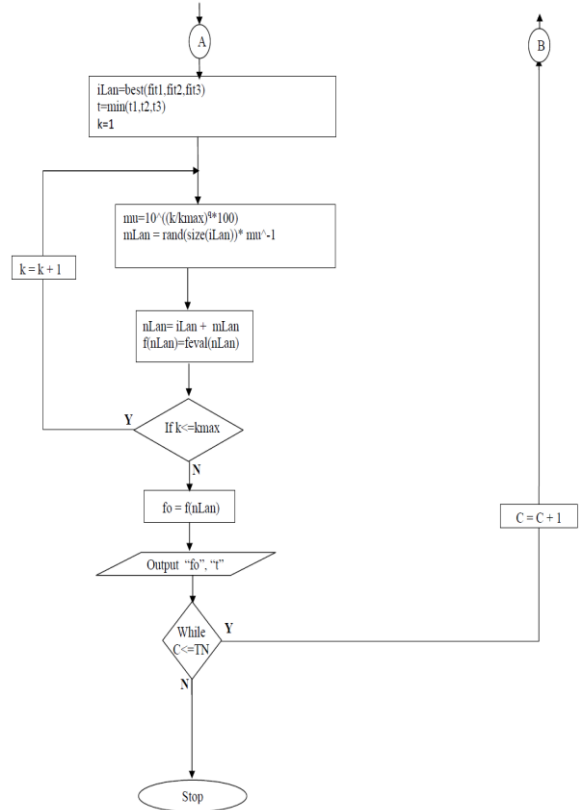 A
B
iLan=best(fit1,fit2,fit3)
t=min(t1,t2,t3)
k=1
mu=10^((k/kmax)^q*100)
mLan = rand(size(iLan))* mu^-1
k = k + 1
nLan= iLan + mLan
f(nLan)=feval(nLan)
Y
If k<=kmax
N
fo = f(nLan)
C = C + 1
Output “fo”, “t”
While
Y
C<=TN
N
Stop